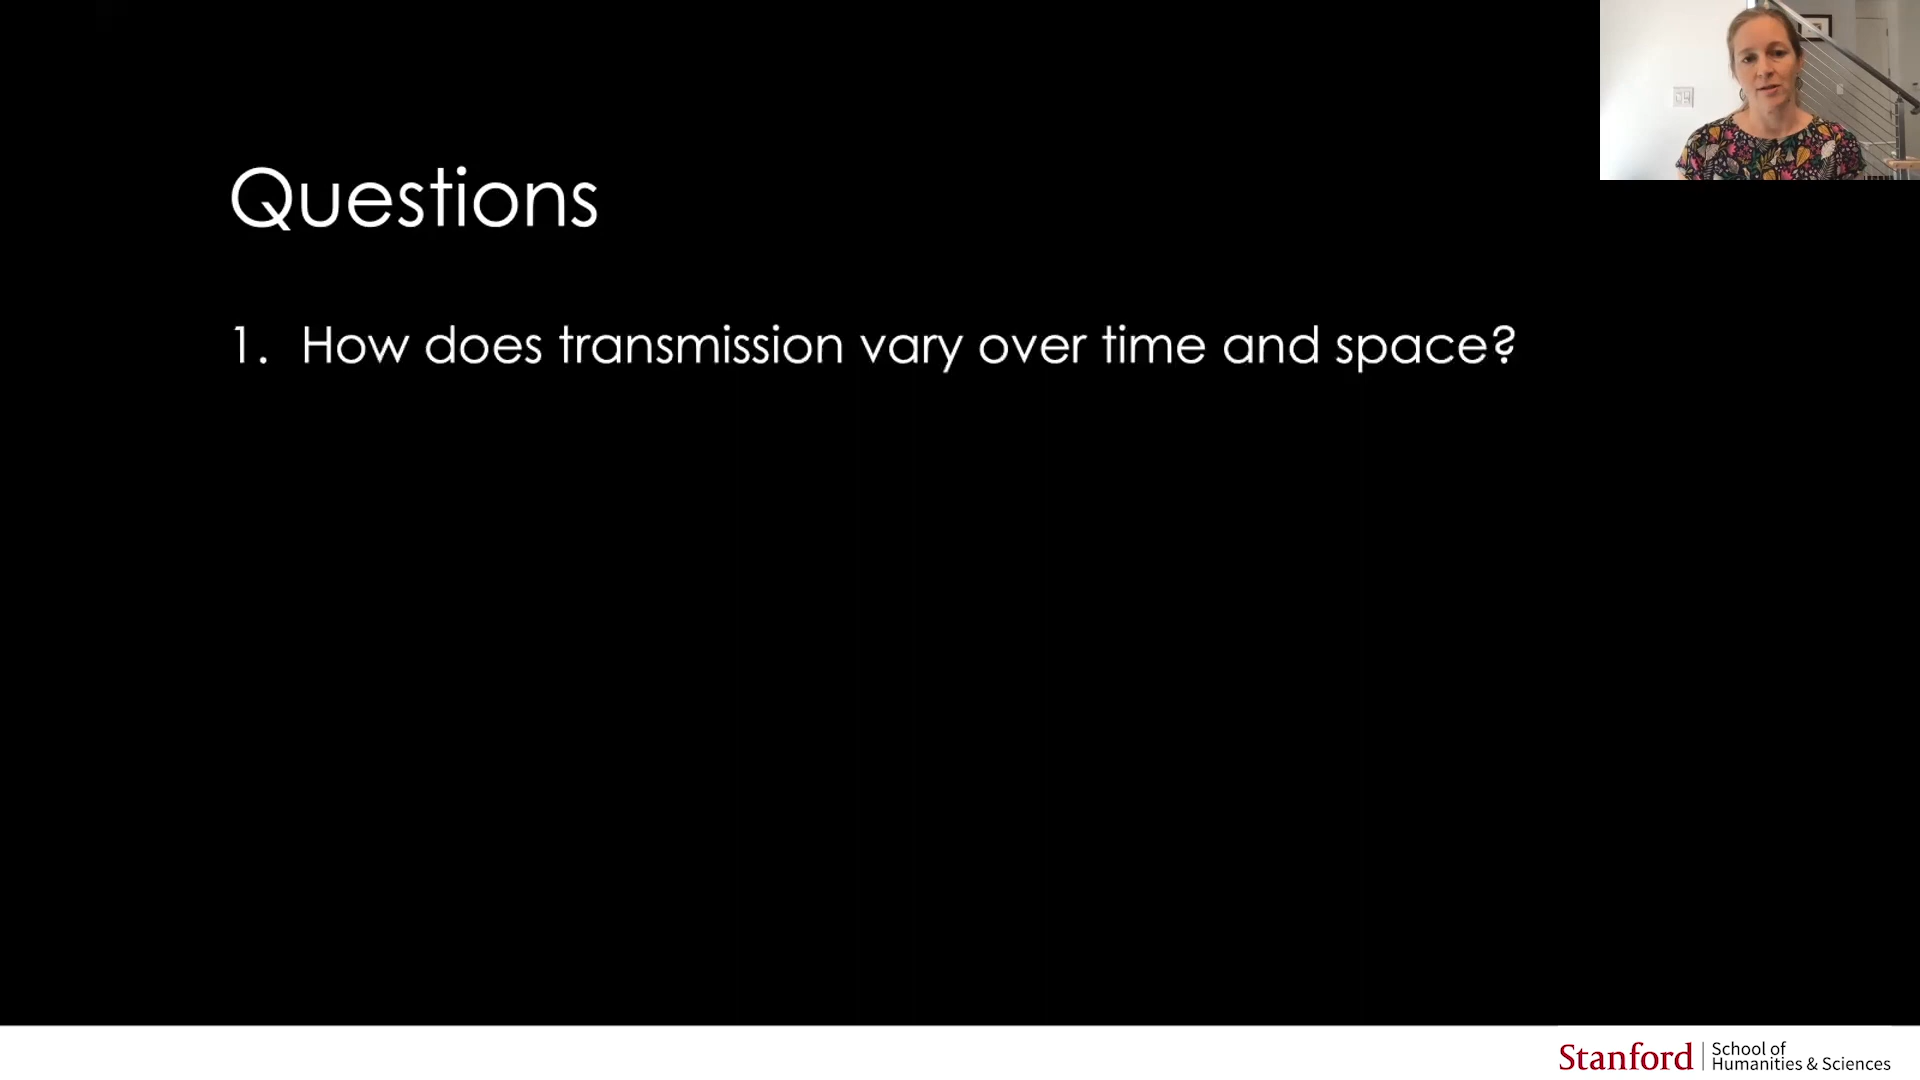 Questions
1. How does transmission vary over time and space?
Stanford
School of
Humanities & Sciences